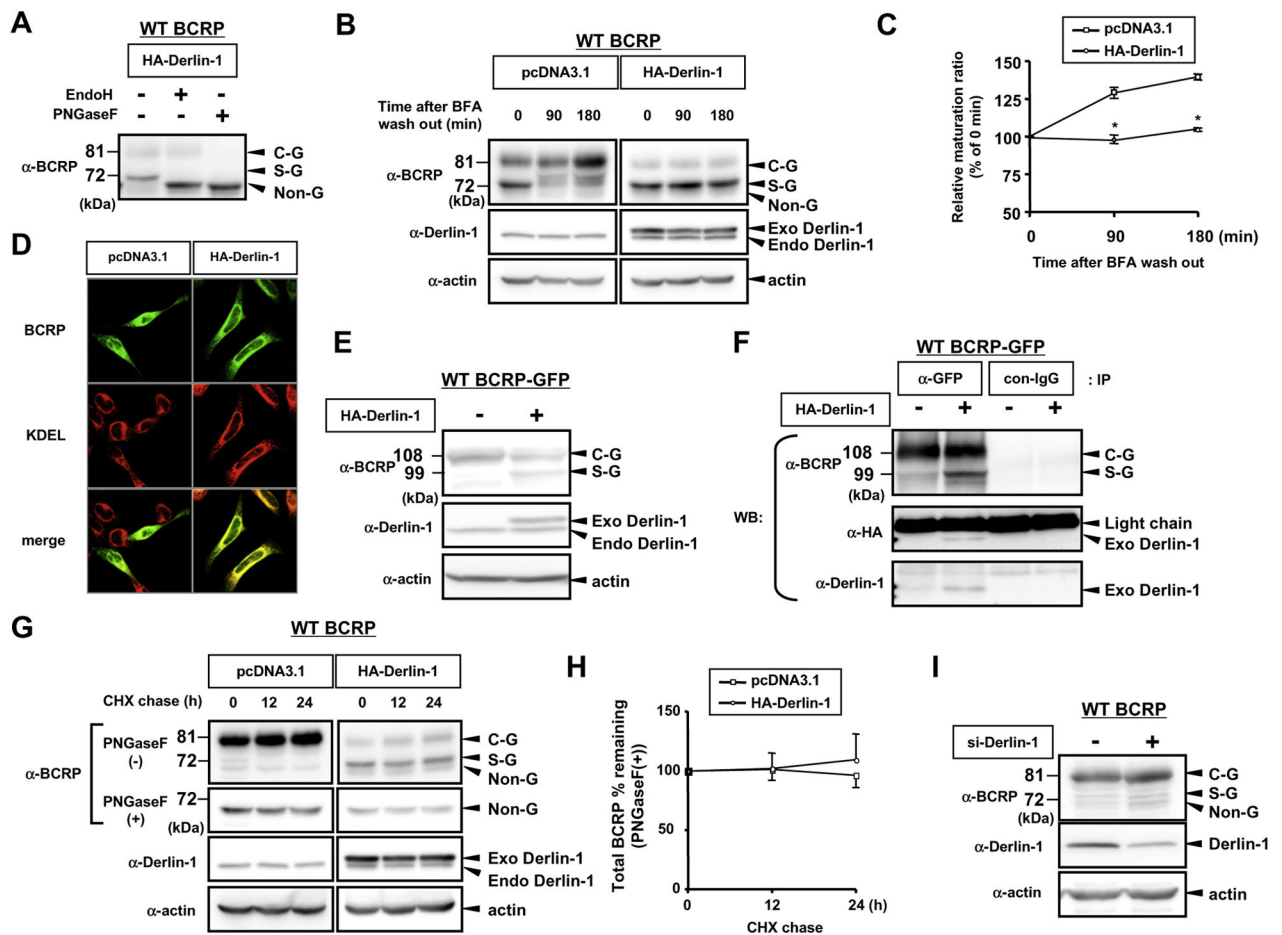 A
WT BCRP
HA-Derlin-1
EndoH - + -
PNGaseF - - +
α-BCRP
81
72
(kDa)
C-G
S-G
Non-G
B
WT BCRP
pcDNA3.1 HA-Derlin-1
Time after BFA
wash out (min)
0 90 180 0 90 180
α-BCRP
81
72
(kDa)
C-G
S-G
Non-G
α-Derlin-1
Exo Derlin-1
Endo Derlin-1
α-actin
actin
C
pcDNA3.1
HA-Derlin-1
Relative maturation ratio
(% of 0 min)
150
125
100
75
50
* *
0 90 180 (min)
Time after BFA wash out
D
pcDNA3.1 HA-Derlin-1
BCRP
KDEL
merge
E
WT BCRP-GFP
HA-Derlin-1 - +
α-BCRP
108
99
(kDa)
C-G
S-G
α-Derlin-1
Exo Derlin-1
Endo Derlin-1
α-actin
actin
F
WT BCRP-GFP
α-GFP con-IgG : IP
HA-Derlin-1 - + - +
WB:
α-BCRP
108
99
(kDa)
C-G
S-G
α-HA
Light chain
Exo Derlin-1
α-Derlin-1
Exo Derlin-1
G
WT BCRP
pcDNA3.1 HA-Derlin-1
CHX chase (h) 0 12 24 0 12 24
α-BCRP
PNGaseF
(-)
81
72
C-G
S-G
Non-G
PNGaseF
(+)
72
(kDa)
Non-G
α-Derlin-1
Exo Derlin-1
Endo Derlin-1
α-actin
actin
H
pcDNA3.1
HA-Derlin-1
Total BCRP % remaining
(PNGaseF(+))
150
100
50
0
0 12 24 (h)
CHX chase
I
WT BCRP
si-Derlin-1 - +
α-BCRP
81
72
(kDa)
C-G
S-G
Non-G
α-Derlin-1
Derlin-1
α-actin
actin